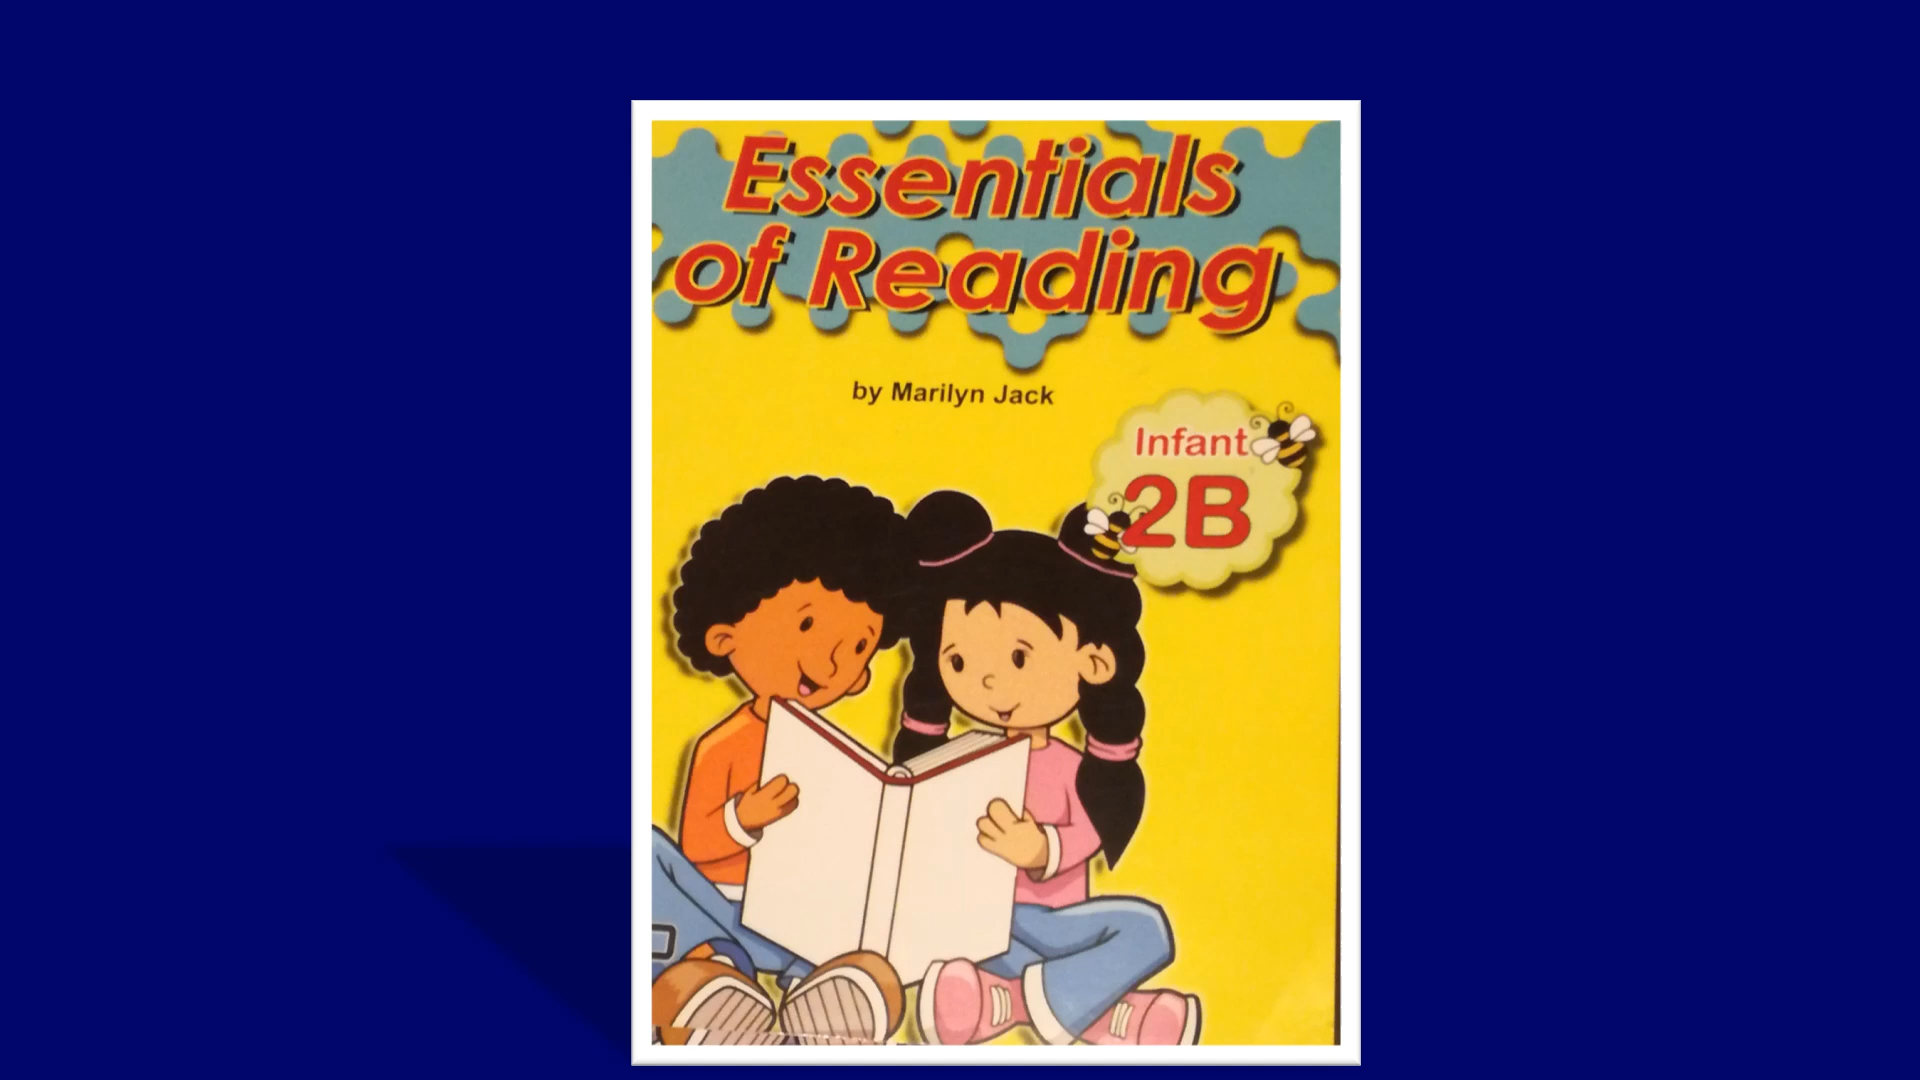 Essentials
of Reading
by Marilyn Jack
Infant
2B